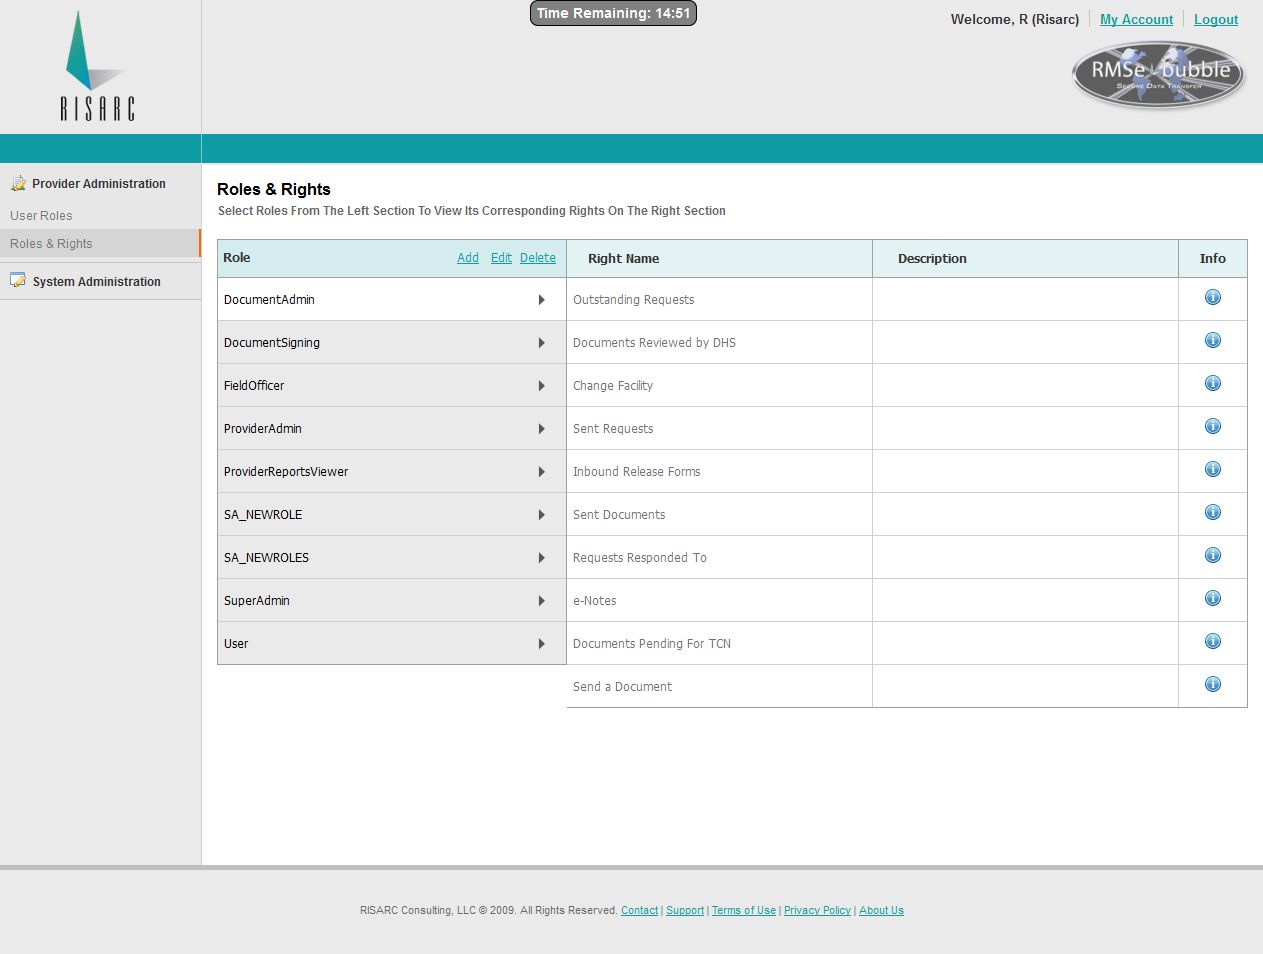 Time Remaining: 14:51
Welcome, R (Risarc) My Account Logout
RISARC
RMSe bubble
Secure Data Transfer
Provider Administration
User Roles
Roles & Rights
System Administration
Roles & Rights
Select Roles From The Left Section To View Its Corresponding Rights On The Right Section
Role Add Edit Delete Right Name Description Info
DocumentAdmin Outstanding Requests
DocumentSigning Documents Reviewed by DHS
FieldOfficer Change Facility
ProviderAdmin Sent Requests
ProviderReportsViewer Inbound Release Forms
SA_NEWROLE Sent Documents
SA_NEWROLES Requests Responded To
SuperAdmin e-Notes
User Documents Pending For TCN
Send a Document
RISARC Consulting, LLC © 2009. All Rights Reserved. Contact | Support | Terms of Use | Privacy Policy | About Us